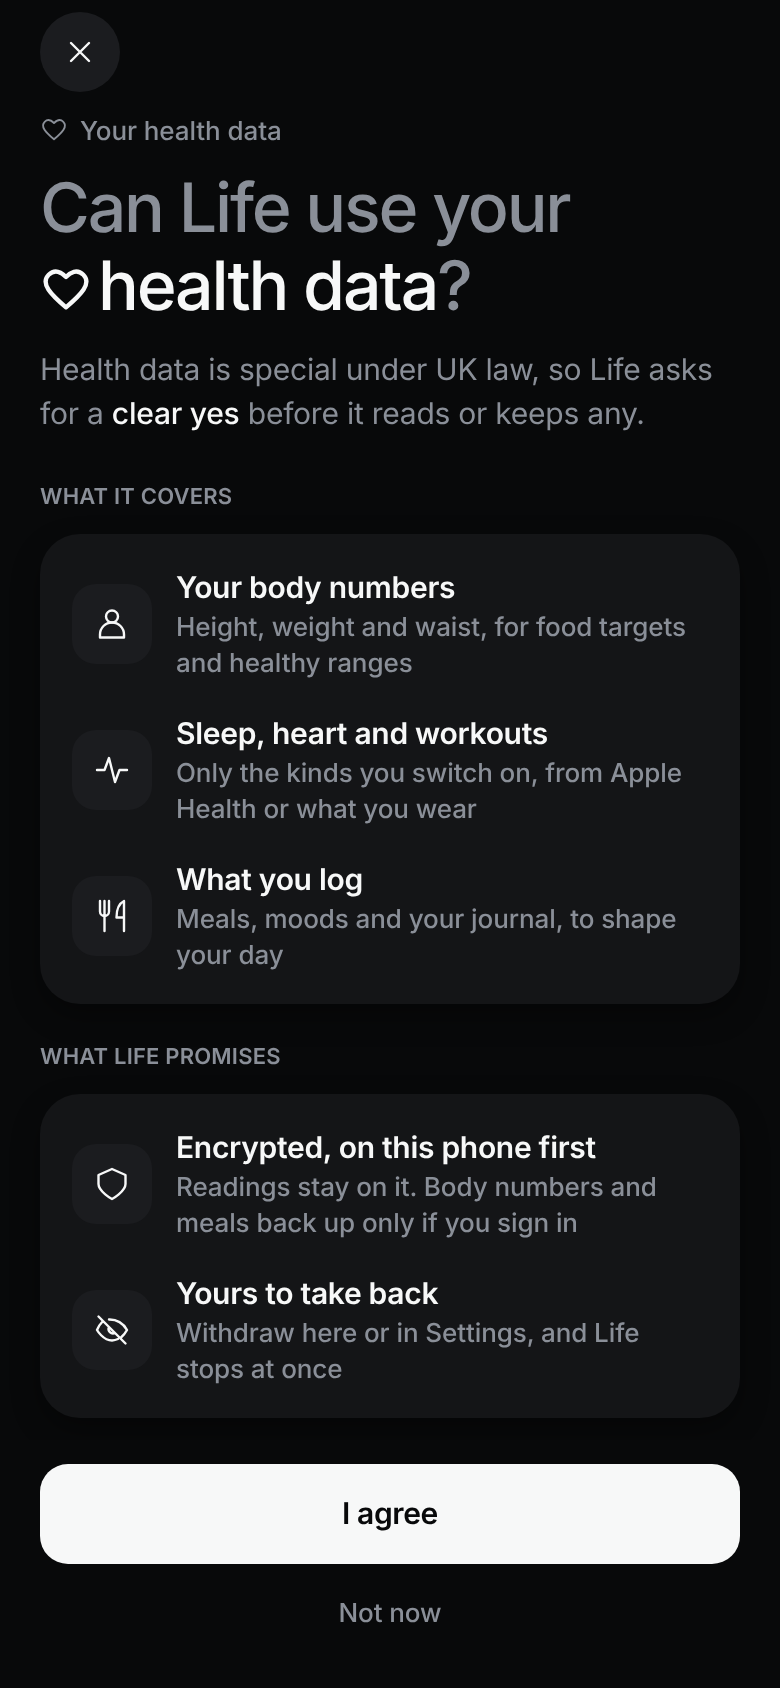 Your health data
Can Life use your
health data?
Health data is special under UK law, so Life asks
for a clear yes before it reads or keeps any.
WHAT IT COVERS
Your body numbers
Height, weight and waist, for food targets
and healthy ranges
Sleep, heart and workouts
Only the kinds you switch on, from Apple
Health or what you wear
What you log
Meals, moods and your journal, to shape
your day
WHAT LIFE PROMISES
Encrypted, on this phone first
Readings stay on it. Body numbers and
meals back up only if you sign in
Yours to take back
Withdraw here or in Settings, and Life
stops at once
I agree
Not now